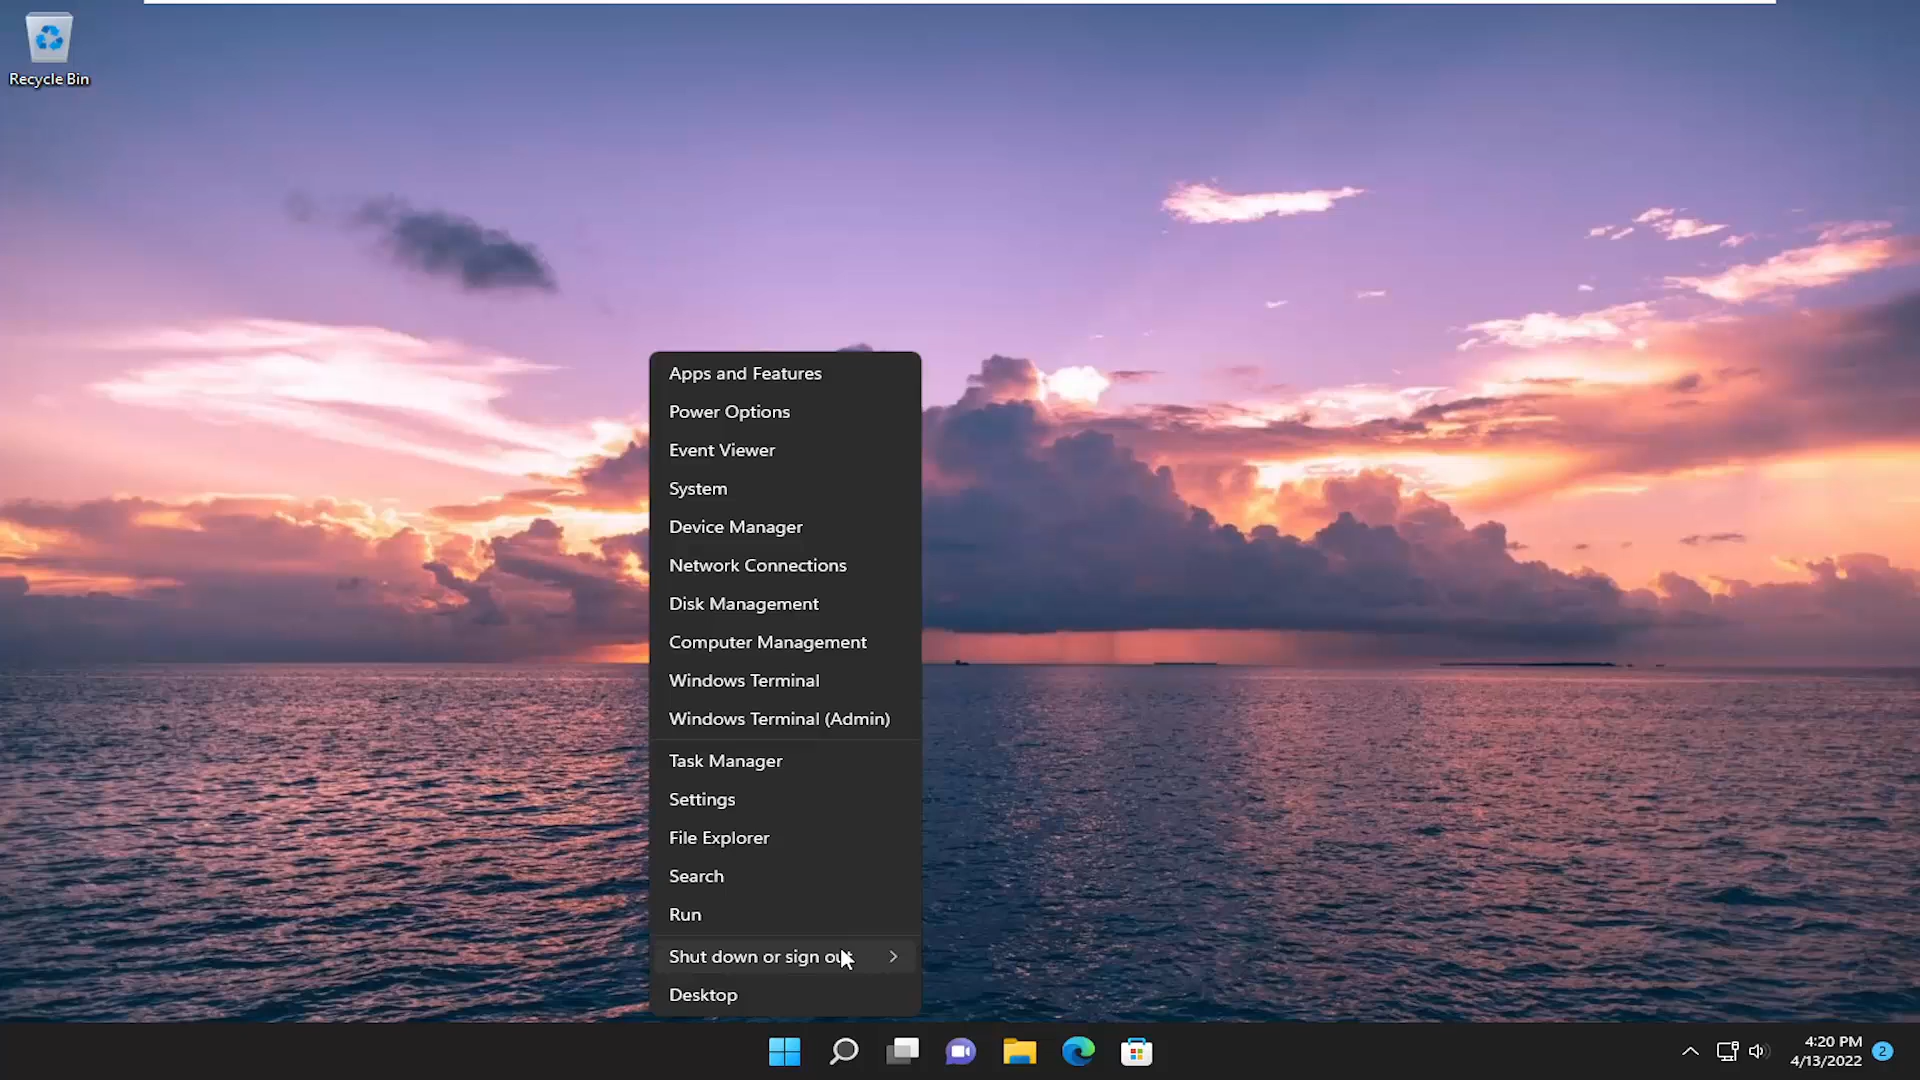 Recycle Bin
Apps and Features
Power Options
Event Viewer
System
Device Manager
Network Connections
Disk Management
Computer Management
Windows Terminal
Windows Terminal (Admin)
Task Manager
Settings
File Explorer
Search
Run
Shut down or sign out
Desktop
4:20 PM
4/13/2022
2